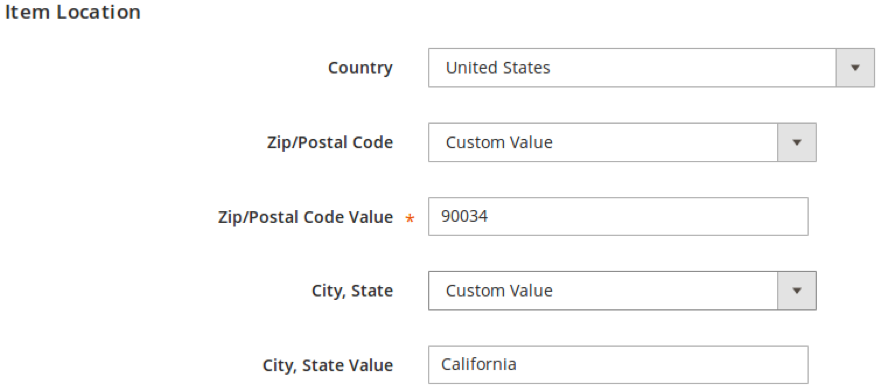 Item Location
Country United States
Zip/Postal Code Custom Value
Zip/Postal Code Value * 90034
City, State Custom Value
City, State Value California